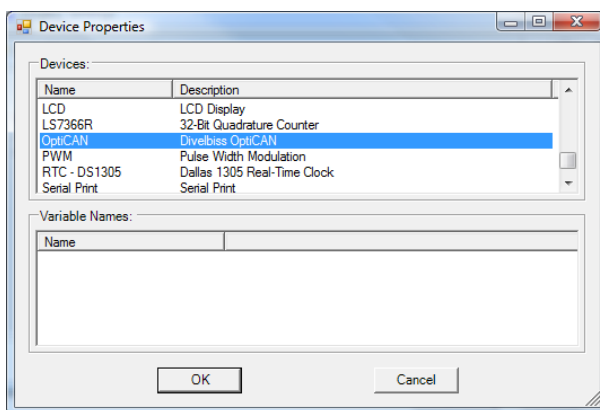 Device Properties
Devices:
Name Description
LCD LCD Display
LS7366R 32-Bit Quadrature Counter
OptiCAN Divelbiss OptiCAN
PWM Pulse Width Modulation
RTC - DS1305 Dallas 1305 Real-Time Clock
Serial Print Serial Print
Variable Names:
Name
OK Cancel